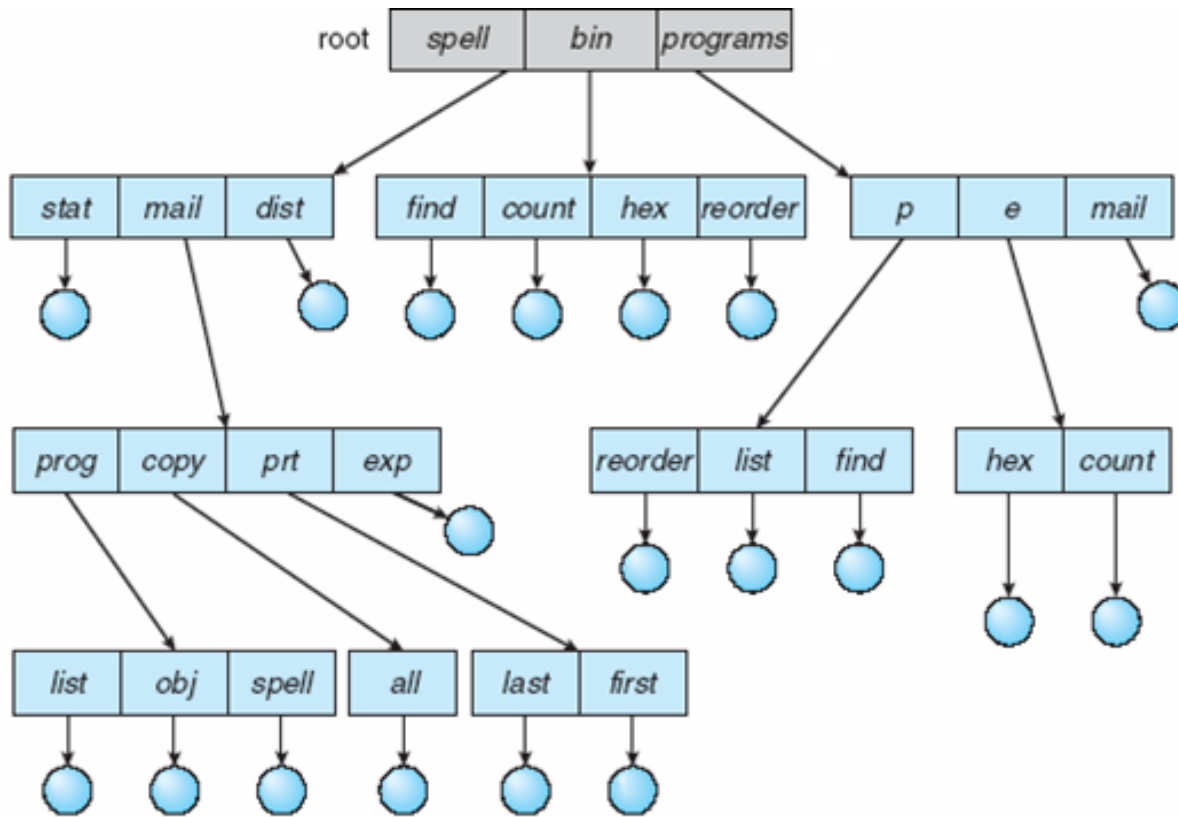 root spell bin programs
stat mail dist find count hex reorder p e mail
prog copy prt exp reorder list find hex count
list obj spell all last first